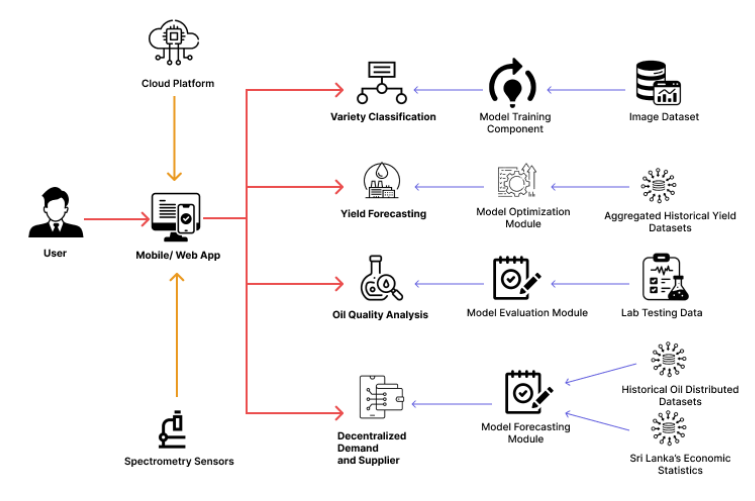 Cloud Platform
Variety Classification
Model Training
Component
Image Dataset
User
Mobile/ Web App
Yield Forecasting
Model Optimization
Module
Aggregated Historical Yield
Datasets
Oil Quality Analysis
Model Evaluation Module
Lab Testing Data
Spectrometry Sensors
Decentralized
Demand
and Supplier
Model Forecasting
Module
Historical Oil Distributed
Datasets
Sri Lanka's Economic
Statistics